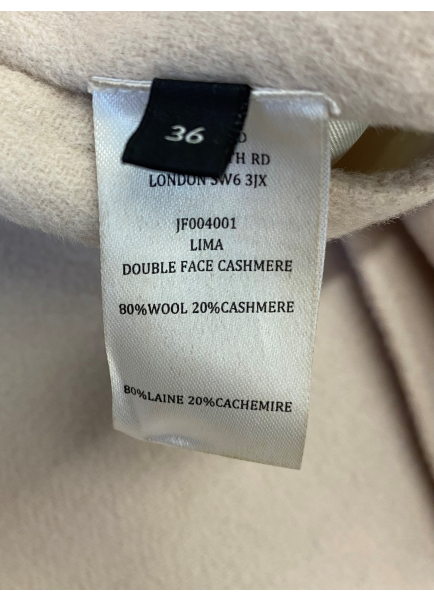 36
D
TH RD
LONDON SW6 3JX
JF004001
LIMA
DOUBLE FACE CASHMERE
80%WOOL 20%CASHMERE
80%LAINE 20%CACHEMIRE